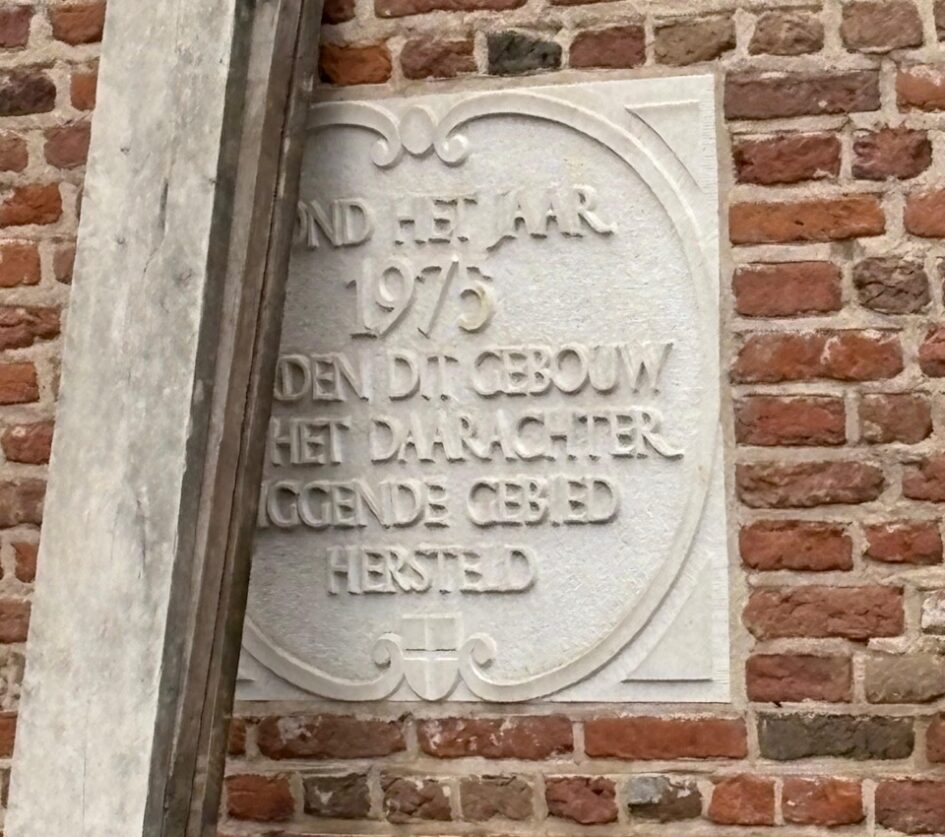 OND HET JAAR
1975
DEN DIT GEBOUW
HET DAARACHTER
IGGENDE GEBIED
HERSTELD